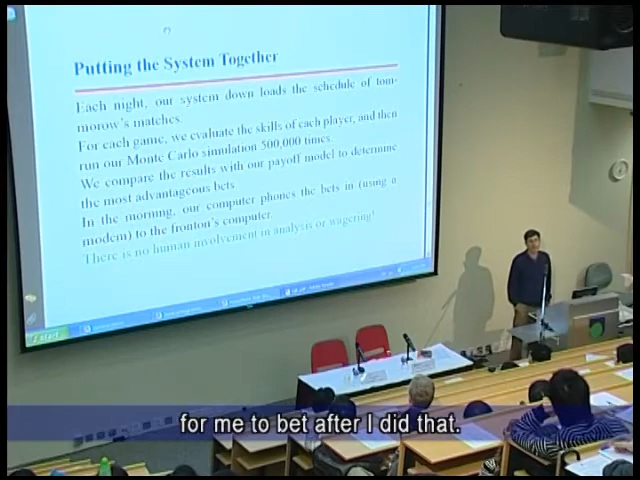 Putting the System Together
Each night, our system down loads the schedule of tom-
morow's matches.
For each game, we evaluate the skills of each player, and then
run our Monte Carlo simulation 500,000 times.
We compare the results with our payoff model to determine
the most advantageous bets.
In the morning, our computer phones the bets in (using a
modem) to the fronton's computer.
There is no human involvement in analysis or wagering!
start
for me to bet after I did that.